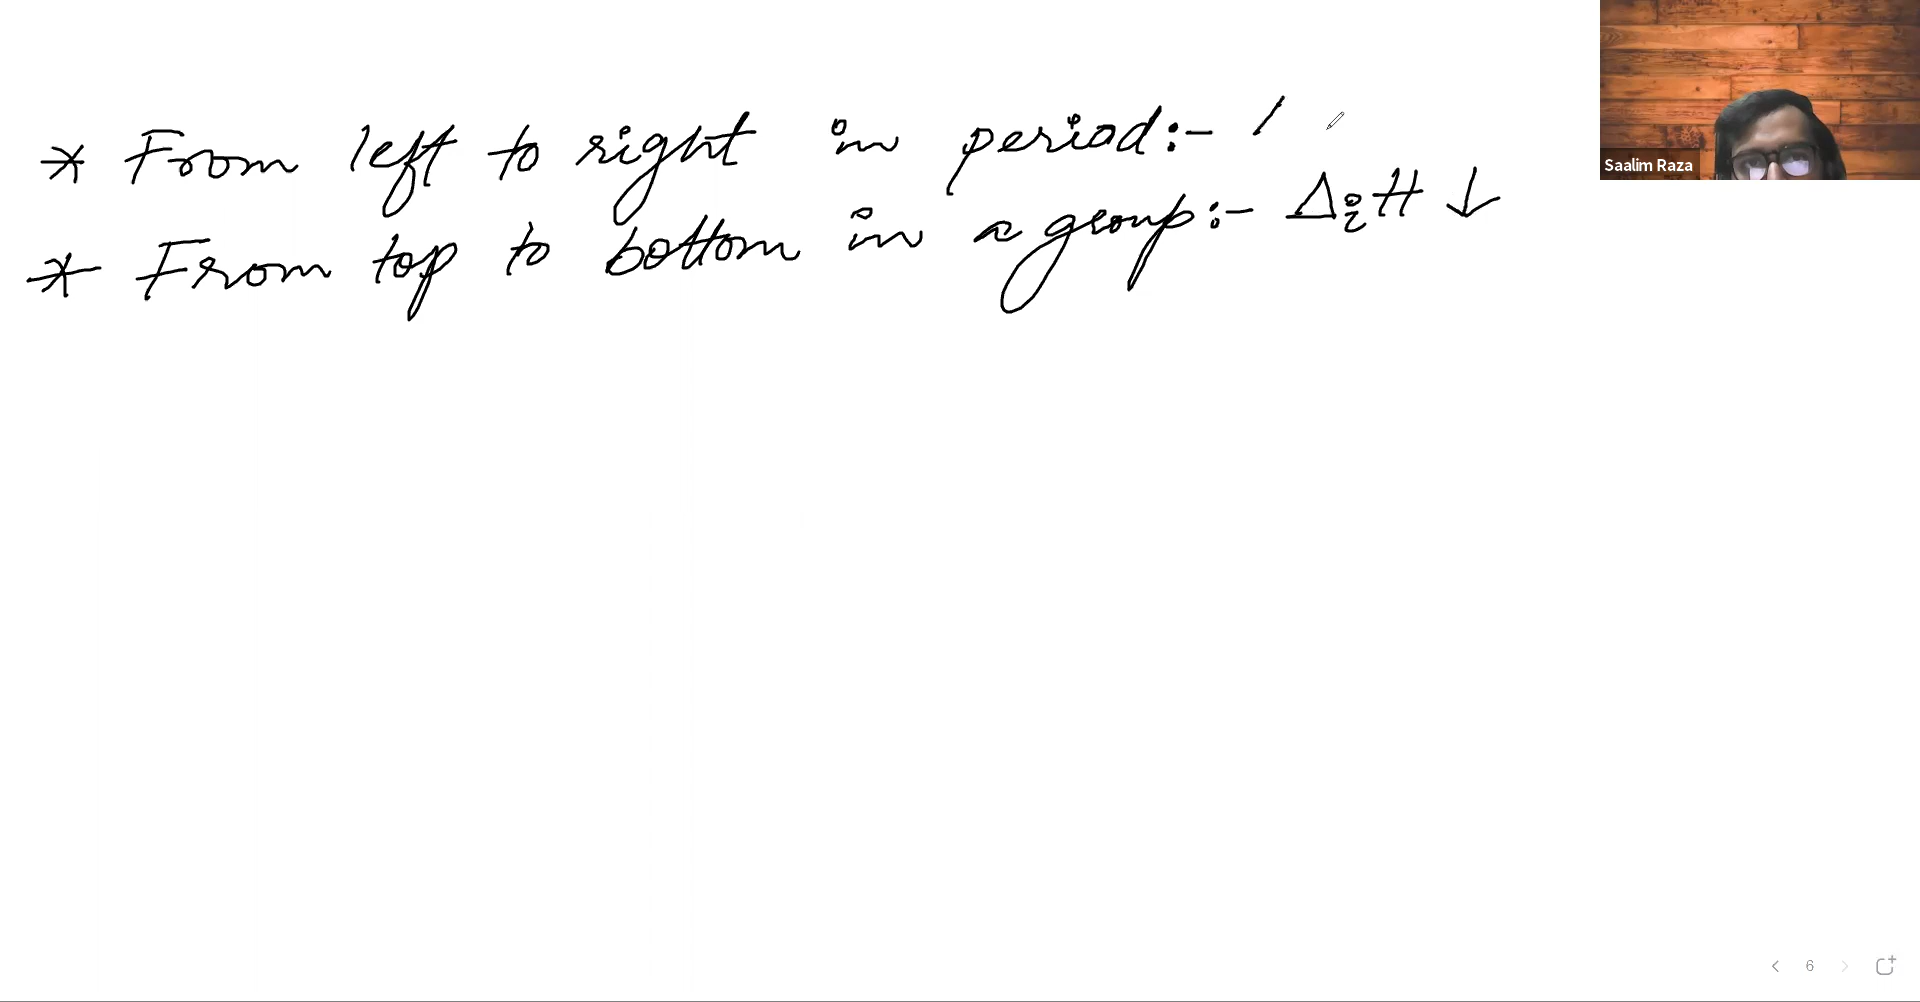 * From left to right in period:- /
* From top to bottom in a group:- ΔiH ↓
Saalim Raza
6